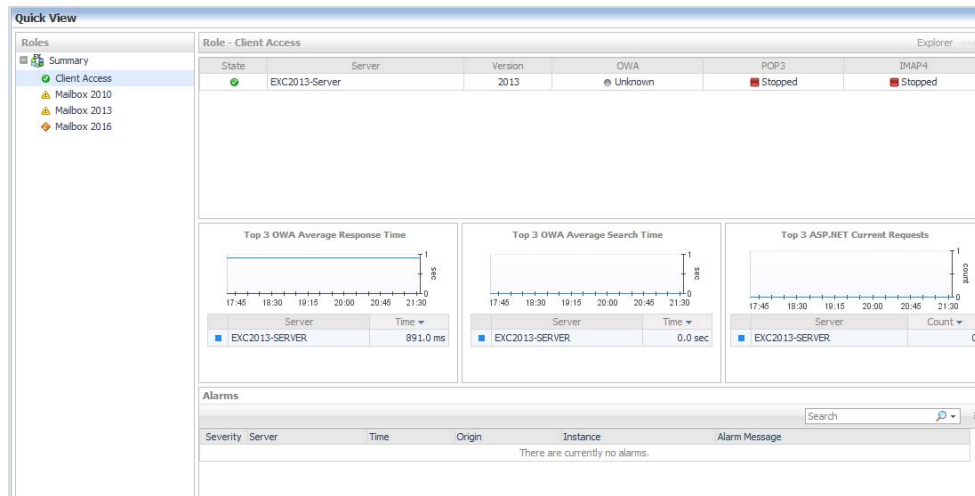 Quick View
Roles
Summary
Client Access
Mailbox 2010
Mailbox 2013
Mailbox 2016
Role - Client Access
Explorer
State Server Version OWA POP3 IMAP4
EXC2013-Server 2013 Unknown Stopped Stopped
Top 3 OWA Average Response Time
1
sec
0
17:45 18:30 19:15 20:00 20:45 21:30
Server Time
EXC2013-SERVER 891.0 ms
Top 3 OWA Average Search Time
1
sec
0
17:45 18:30 19:15 20:00 20:45 21:30
Server Time
EXC2013-SERVER 0.0 sec
Top 3 ASP.NET Current Requests
1
count
0
17:45 18:30 19:15 20:00 20:45 21:30
Server Count
EXC2013-SERVER 0
Alarms
Search
Severity Server Time Origin Instance Alarm Message
There are currently no alarms.